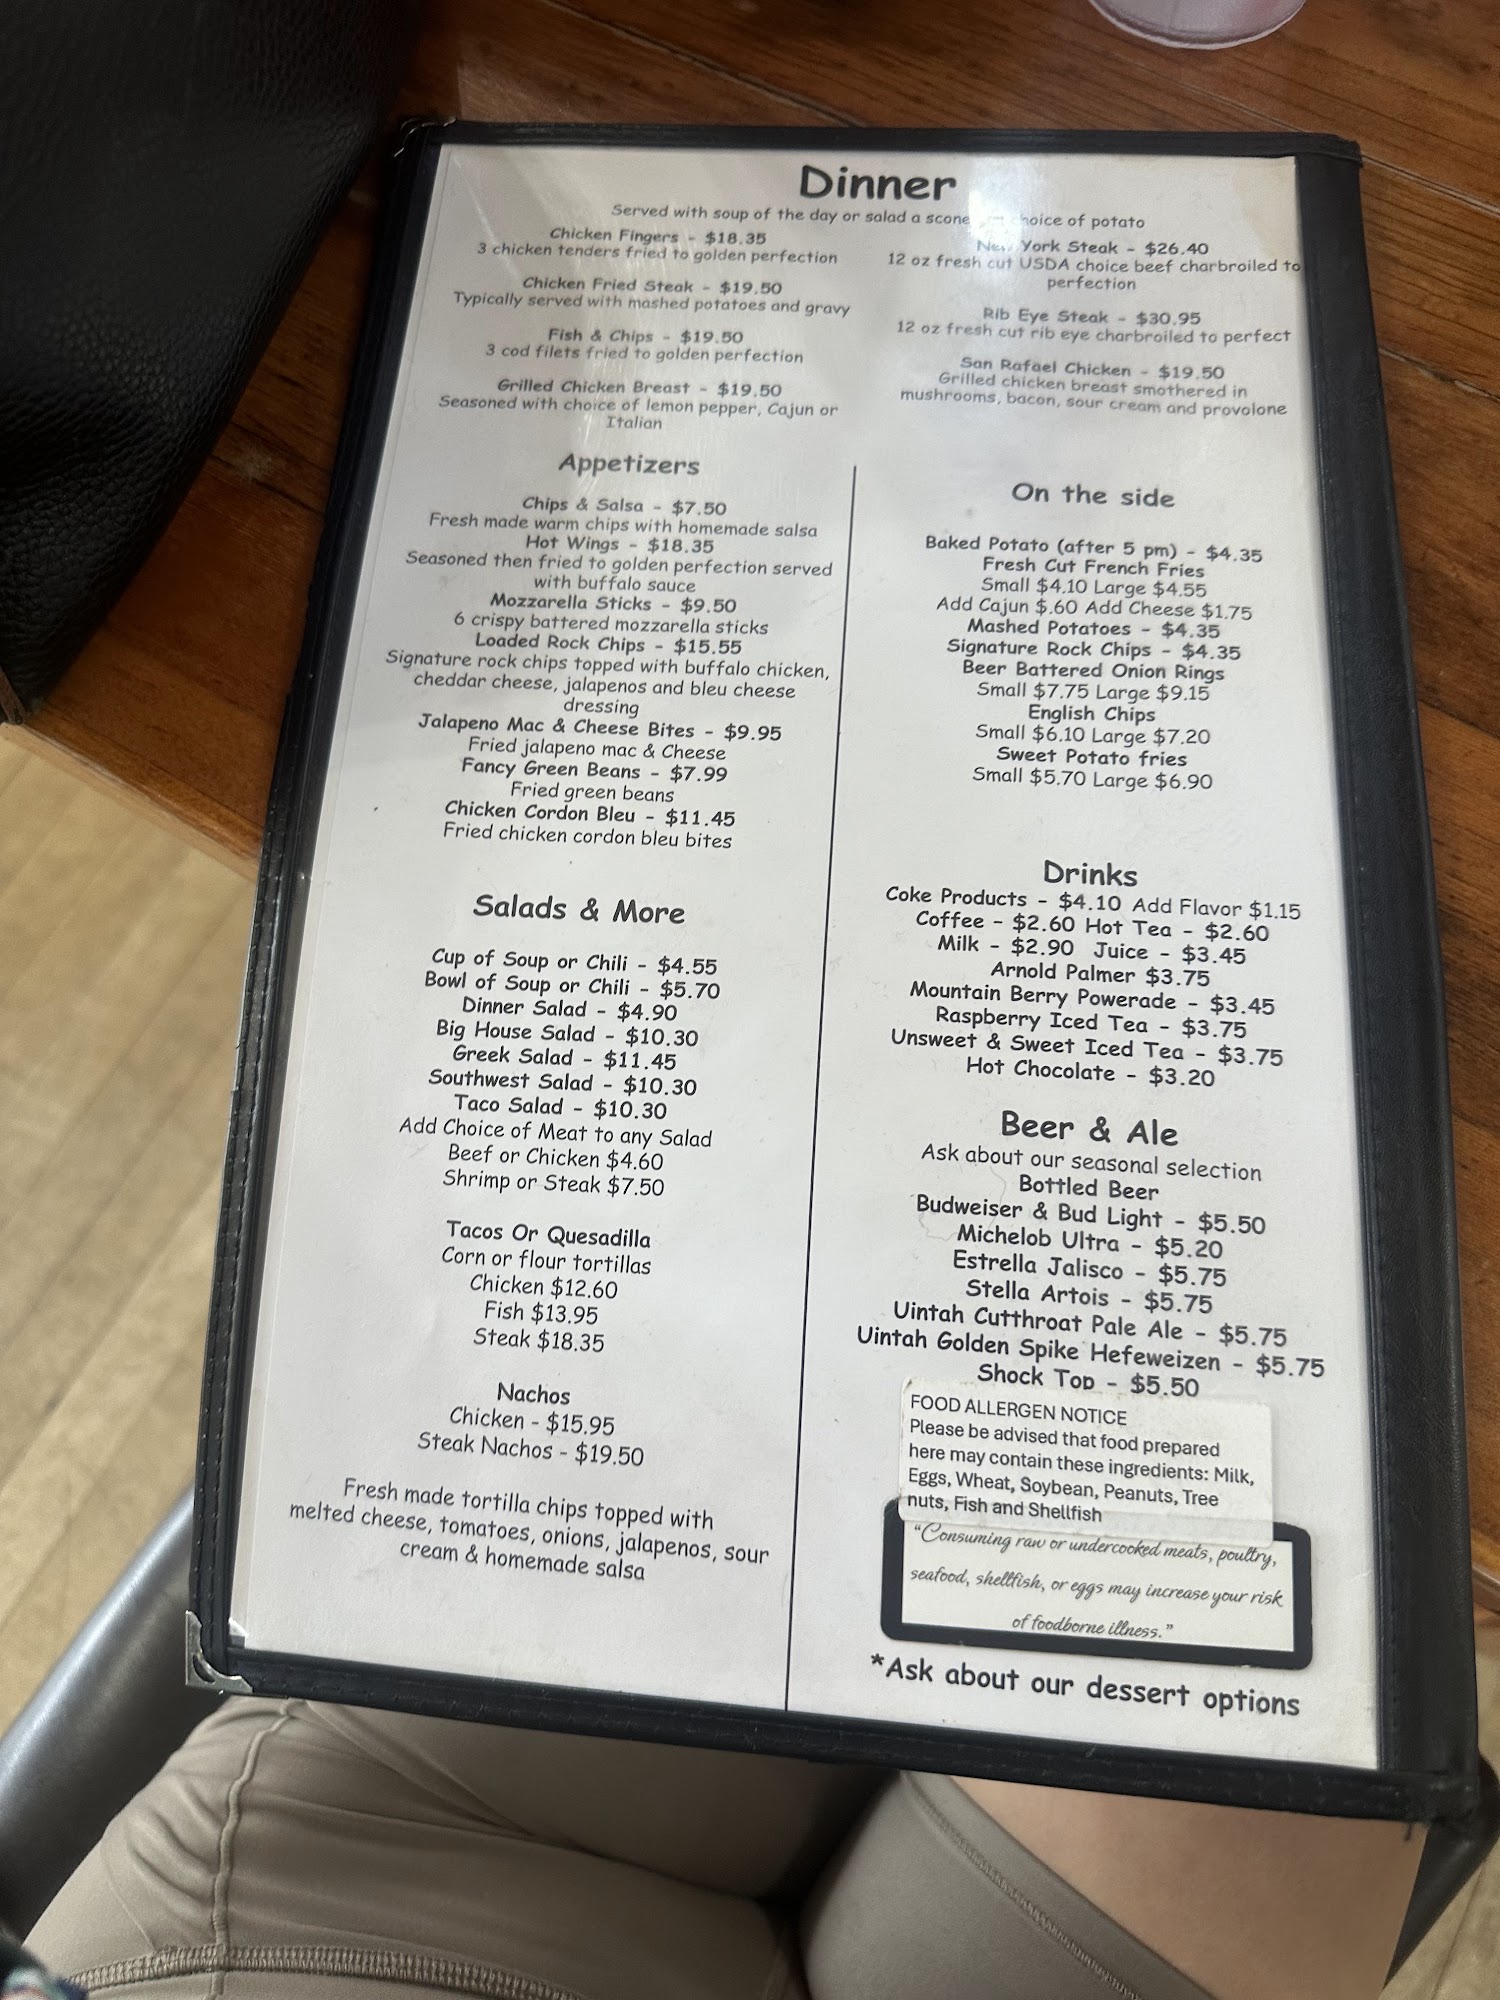 Dinner
Served with soup of the day or salad a scone choice of potato
Chicken Fingers - $18.35
3 chicken tenders fried to golden perfection
Chicken Fried Steak - $19.50
Typically served with mashed potatoes and gravy
Fish & Chips - $19.50
3 cod filets fried to golden perfection
Grilled Chicken Breast - $19.50
Seasoned with choice of lemon pepper, Cajun or
Italian
New York Steak - $26.40
12 oz fresh cut USDA choice beef charbroiled to
perfection
Rib Eye Steak - $30.95
12 oz fresh cut rib eye charbroiled to perfect
San Rafael Chicken - $19.50
Grilled chicken breast smothered in
mushrooms, bacon, sour cream and provolone
Appetizers
Chips & Salsa - $7.50
Fresh made warm chips with homemade salsa
Hot Wings - $18.35
Seasoned then fried to golden perfection served
with buffalo sauce
Mozzarella Sticks - $9.50
6 crispy battered mozzarella sticks
Loaded Rock Chips - $15.55
Signature rock chips topped with buffalo chicken,
cheddar cheese, jalapenos and bleu cheese
dressing
Jalapeno Mac & Cheese Bites - $9.95
Fried jalapeno mac & Cheese
Fancy Green Beans - $7.99
Fried green beans
Chicken Cordon Bleu - $11.45
Fried chicken cordon bleu bites
Salads & More
Cup of Soup or Chili - $4.55
Bowl of Soup or Chili - $5.70
Dinner Salad - $4.90
Big House Salad - $10.30
Greek Salad - $11.45
Southwest Salad - $10.30
Taco Salad - $10.30
Add Choice of Meat to any Salad
Beef or Chicken $4.60
Shrimp or Steak $7.50
Tacos Or Quesadilla
Corn or flour tortillas
Chicken $12.60
Fish $13.95
Steak $18.35
Nachos
Chicken - $15.95
Steak Nachos - $19.50
Fresh made tortilla chips topped with
melted cheese, tomatoes, onions, jalapenos, sour
cream & homemade salsa
On the side
Baked Potato (after 5 pm) - $4.35
Fresh Cut French Fries
Small $4.10 Large $4.55
Add Cajun $.60 Add Cheese $1.75
Mashed Potatoes - $4.35
Signature Rock Chips - $4.35
Beer Battered Onion Rings
Small $7.75 Large $9.15
English Chips
Small $6.10 Large $7.20
Sweet Potato fries
Small $5.70 Large $6.90
Drinks
Coke Products - $4.10 Add Flavor $1.15
Coffee - $2.60 Hot Tea - $2.60
Milk - $2.90 Juice - $3.45
Arnold Palmer $3.75
Mountain Berry Powerade - $3.45
Raspberry Iced Tea - $3.75
Unsweet & Sweet Iced Tea - $3.75
Hot Chocolate - $3.20
Beer & Ale
Ask about our seasonal selection
Bottled Beer
Budweiser & Bud Light - $5.50
Michelob Ultra - $5.20
Estrella Jalisco - $5.75
Stella Artois - $5.75
Uintah Cutthroat Pale Ale - $5.75
Uintah Golden Spike Hefeweizen - $5.75
Shock Top - $5.50
FOOD ALLERGEN NOTICE
Please be advised that food prepared
here may contain these ingredients: Milk,
Eggs, Wheat, Soybean, Peanuts, Tree
nuts, Fish and Shellfish
"Consuming raw or undercooked meats, poultry,
seafood, shellfish, or eggs may increase your risk
of foodborne illness."
*Ask about our dessert options